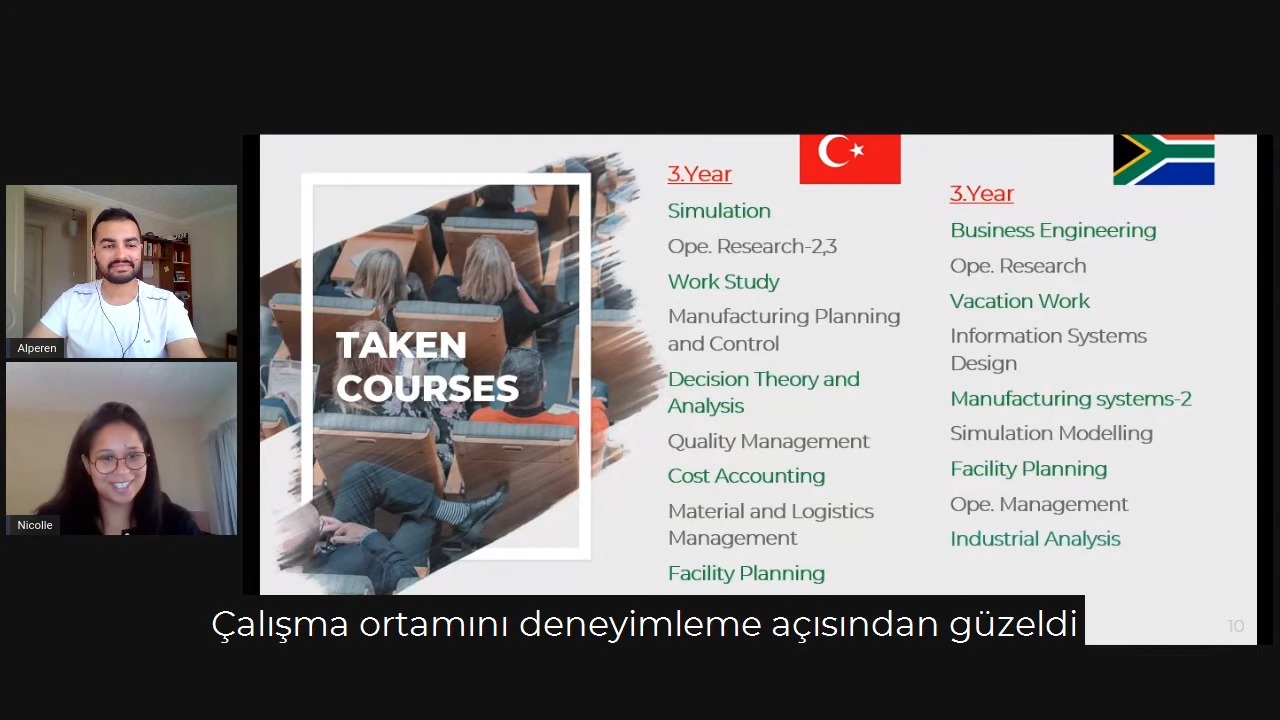 Alperen
Nicolle
TAKEN
COURSES
3.Year
Simulation
Ope. Research-2,3
Work Study
Manufacturing Planning
and Control
Decision Theory and
Analysis
Quality Management
Cost Accounting
Material and Logistics
Management
Facility Planning
3.Year
Business Engineering
Ope. Research
Vacation Work
Information Systems
Design
Manufacturing systems-2
Simulation Modelling
Facility Planning
Ope. Management
Industrial Analysis
Çalışma ortamını deneyimleme açısından güzeldi
10